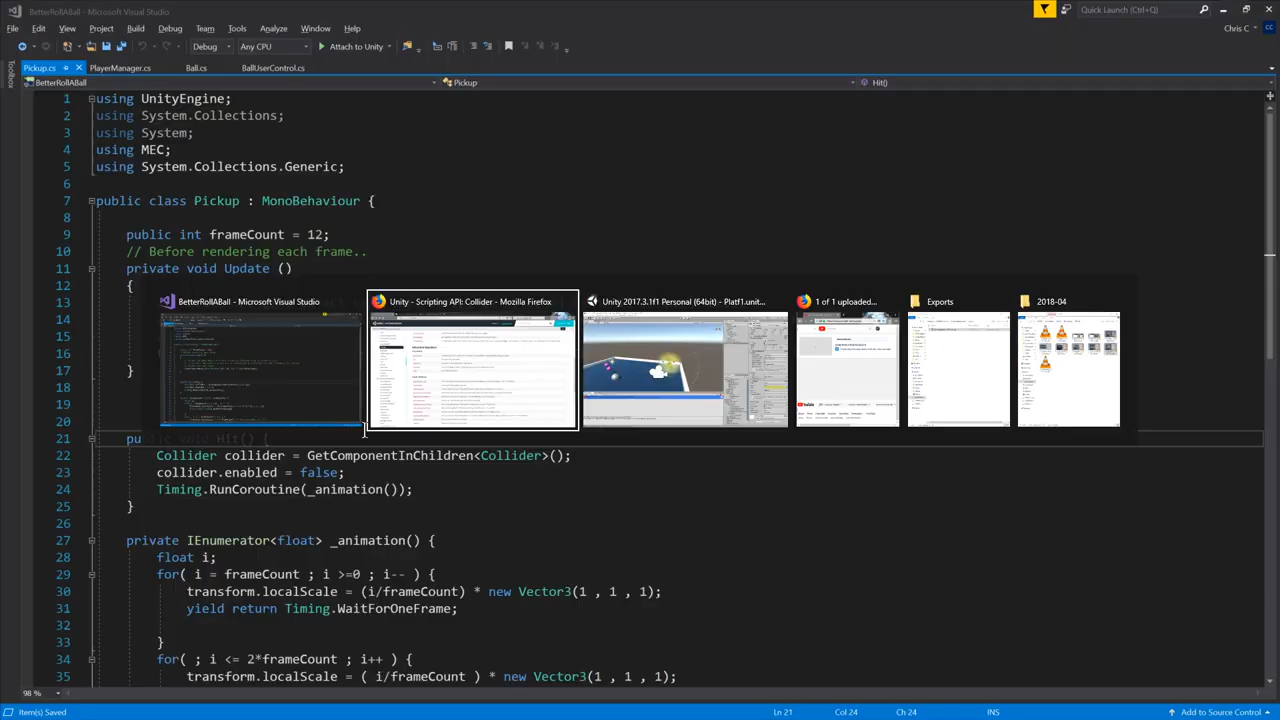 BetterRollABall - Microsoft Visual Studio
Quick Launch (Ctrl+Q)
File Edit View Project Build Debug Team Tools Analyze Window Help
Chris C
CC
Debug Any CPU Attach to Unity
Pickup.cs PlayerManager.cs Ball.cs BallUserControl.cs
Toolbox
BetterRollABall Pickup Hit()
1 using UnityEngine;
2 using System.Collections;
3 using System;
4 using MEC;
5 using System.Collections.Generic;
6
7 public class Pickup : MonoBehaviour {
8
9 public int frameCount = 12;
10 // Before rendering each frame..
11 private void Update ()
12 {
13
BetterRollABall - Microsoft Visual Studio
Unity - Scripting API: Collider - Mozilla Firefox
Unity 2017.3.1f1 Personal (64bit) - Platf1.unit...
1 of 1 uploaded...
Exports
2018-04
14
15
16
17
18
19
20
21 public void Hit() {
22 Collider collider = GetComponentInChildren<Collider>();
23 collider.enabled = false;
24 Timing.RunCoroutine(_animation());
25 }
26
27 private IEnumerator<float> _animation() {
28 float i;
29 for( i = frameCount ; i >=0 ; i-- ) {
30 transform.localScale = (i/frameCount) * new Vector3(1 , 1 , 1);
31 yield return Timing.WaitForOneFrame;
32
33 }
34 for( ; i <= 2*frameCount ; i++ ) {
35 transform.localScale = ( i/frameCount ) * new Vector3(1 , 1 , 1);
98 %
Item(s) Saved Ln 21 Col 24 Ch 24 INS Add to Source Control